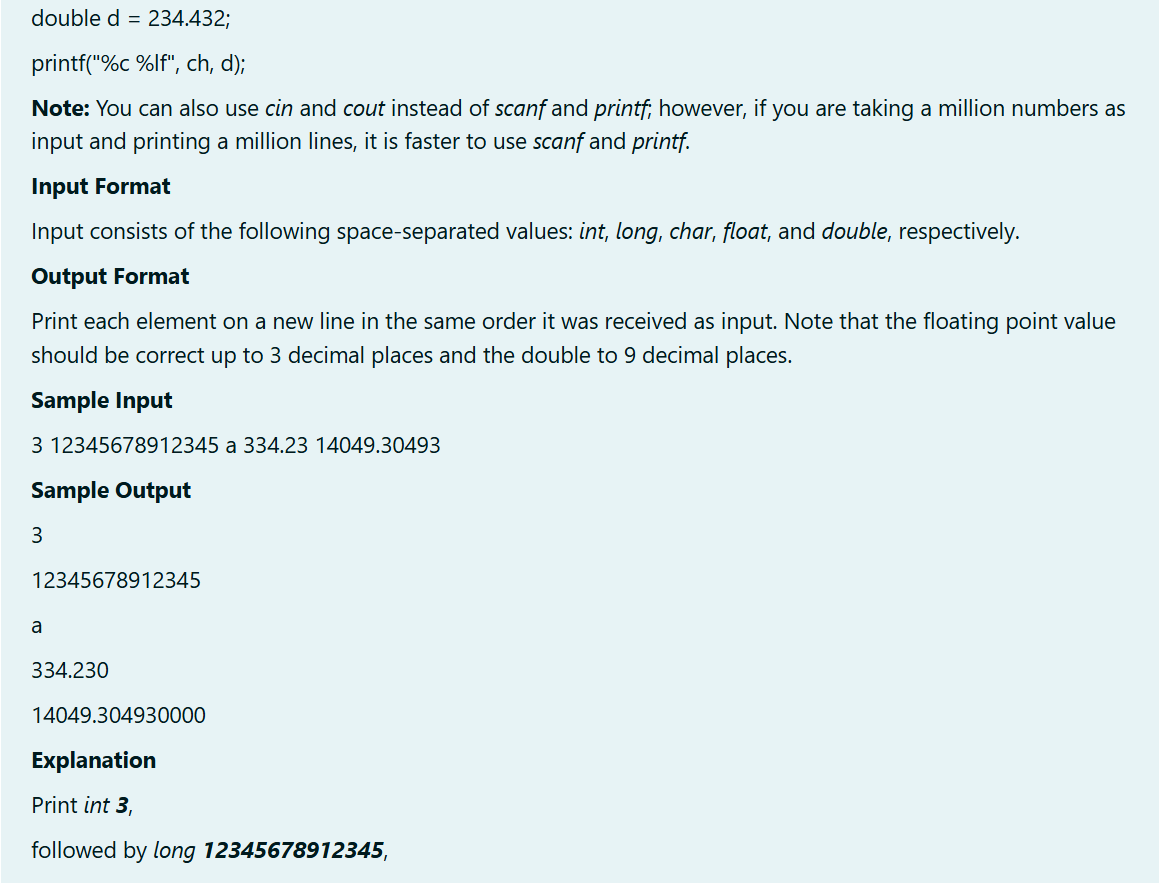 double d = 234.432;
printf("%c %lf", ch, d);
Note: You can also use cin and cout instead of scanf and printf; however, if you are taking a million numbers as
input and printing a million lines, it is faster to use scanf and printf.
Input Format
Input consists of the following space-separated values: int, long, char, float, and double, respectively.
Output Format
Print each element on a new line in the same order it was received as input. Note that the floating point value
should be correct up to 3 decimal places and the double to 9 decimal places.
Sample Input
3 12345678912345 a 334.23 14049.30493
Sample Output
3
12345678912345
a
334.230
14049.304930000
Explanation
Print int 3,
followed by long 12345678912345,